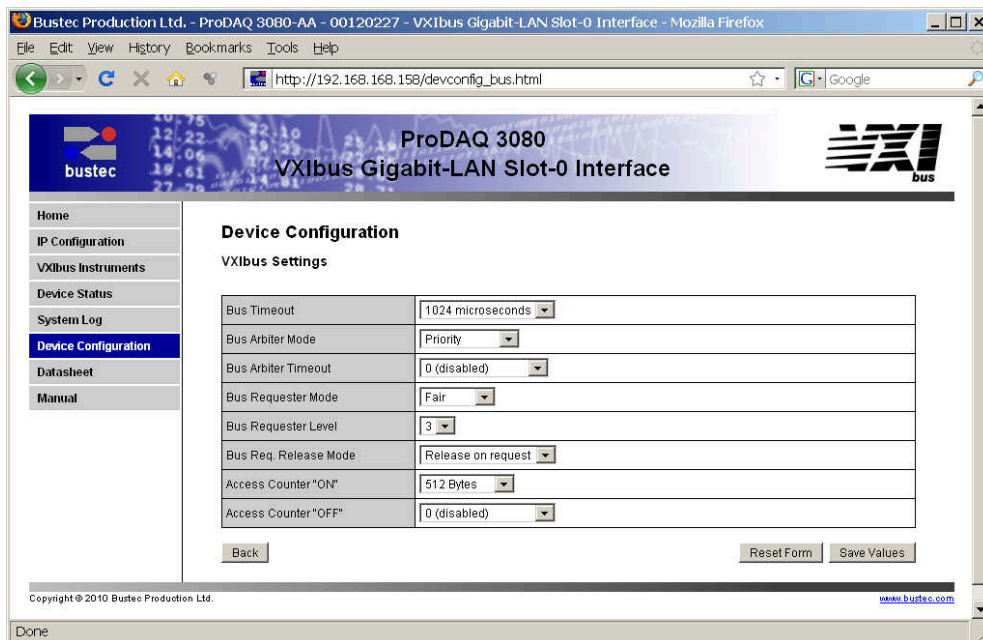 Bustec Production Ltd. - ProDAQ 3080-AA - 00120227 - VXIbus Gigabit-LAN Slot-0 Interface - Mozilla Firefox
File Edit View History Bookmarks Tools Help
http://192.168.168.158/devconfig_bus.html
G Google
bustec
ProDAQ 3080
VXIbus Gigabit-LAN Slot-0 Interface
VXI
bus
Home
IP Configuration
VXIbus Instruments
Device Status
System Log
Device Configuration
Datasheet
Manual
Device Configuration
VXIbus Settings
Bus Timeout 1024 microseconds
Bus Arbiter Mode Priority
Bus Arbiter Timeout 0 (disabled)
Bus Requester Mode Fair
Bus Requester Level 3
Bus Req. Release Mode Release on request
Access Counter "ON" 512 Bytes
Access Counter "OFF" 0 (disabled)
Back Reset Form Save Values
Copyright © 2010 Bustec Production Ltd. www.bustec.com
Done